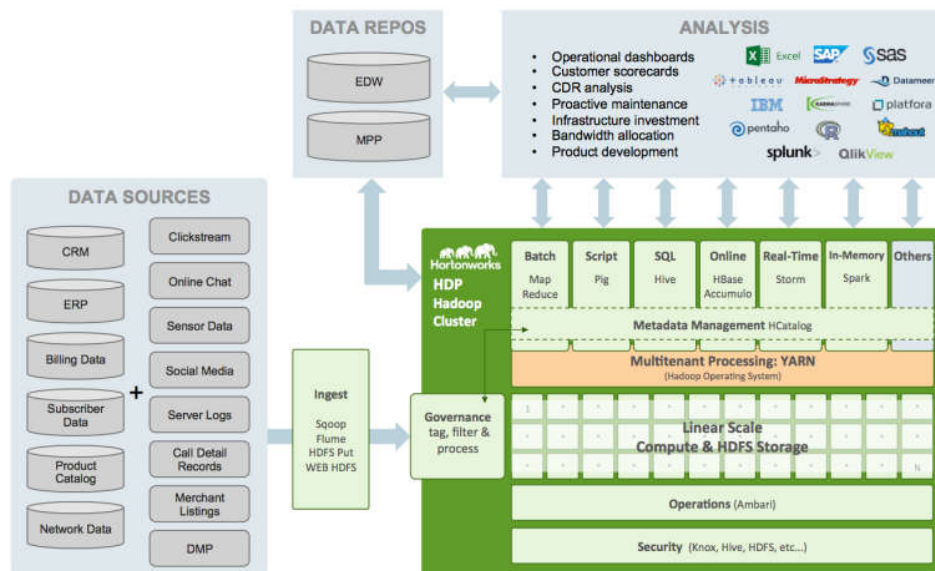 DATA REPOS
EDW
MPP
ANALYSIS
• Operational dashboards
• Customer scorecards
• CDR analysis
• Proactive maintenance
• Infrastructure investment
• Bandwidth allocation
• Product development
Excel
SAP
sas
+ableau
MicroStrategy
Datameer
IBM
platfora
pentaho
R
mahout
splunk>
QlikView
DATA SOURCES
CRM
ERP
Billing Data
Subscriber
Data
Product
Catalog
Network Data
+
Clickstream
Online Chat
Sensor Data
Social Media
Server Logs
Call Detail
Records
Merchant
Listings
DMP
Ingest
Sqoop
Flume
HDFS Put
WEB HDFS
Hortonworks
HDP
Hadoop
Cluster
Governance
tag, filter &
process
Batch
Map
Reduce
Script
Pig
SQL
Hive
Online
HBase
Accumulo
Real-Time
Storm
In-Memory
Spark
Others
Metadata Management HCatalog
Multitenant Processing: YARN
(Hadoop Operating System)
1
Linear Scale
Compute & HDFS Storage
N
Operations (Ambari)
Security (Knox, Hive, HDFS, etc...)